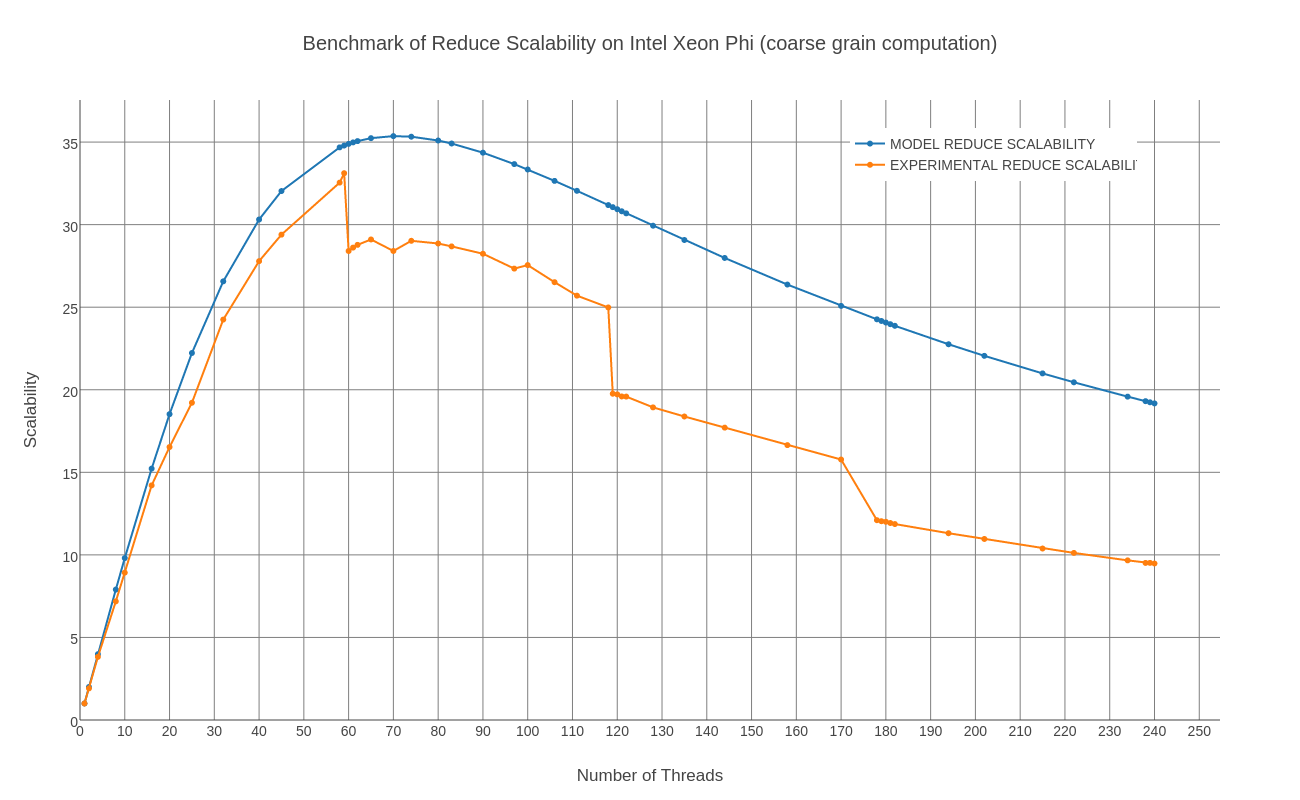 Benchmark of Reduce Scalability on Intel Xeon Phi (coarse grain computation)
MODEL REDUCE SCALABILITY
EXPERIMENTAL REDUCE SCALABILI
Scalability
35
30
25
20
15
10
5
0
0 10 20 30 40 50 60 70 80 90 100 110 120 130 140 150 160 170 180 190 200 210 220 230 240 250
Number of Threads